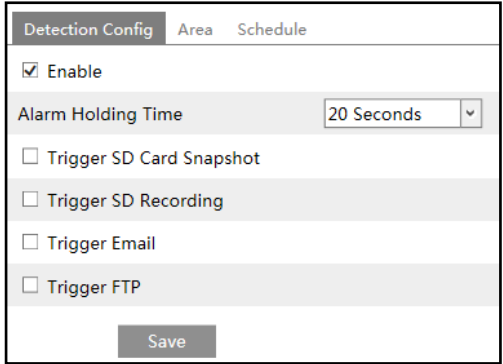 Detection Config Area Schedule
Enable
Alarm Holding Time 20 Seconds
Trigger SD Card Snapshot
Trigger SD Recording
Trigger Email
Trigger FTP
Save